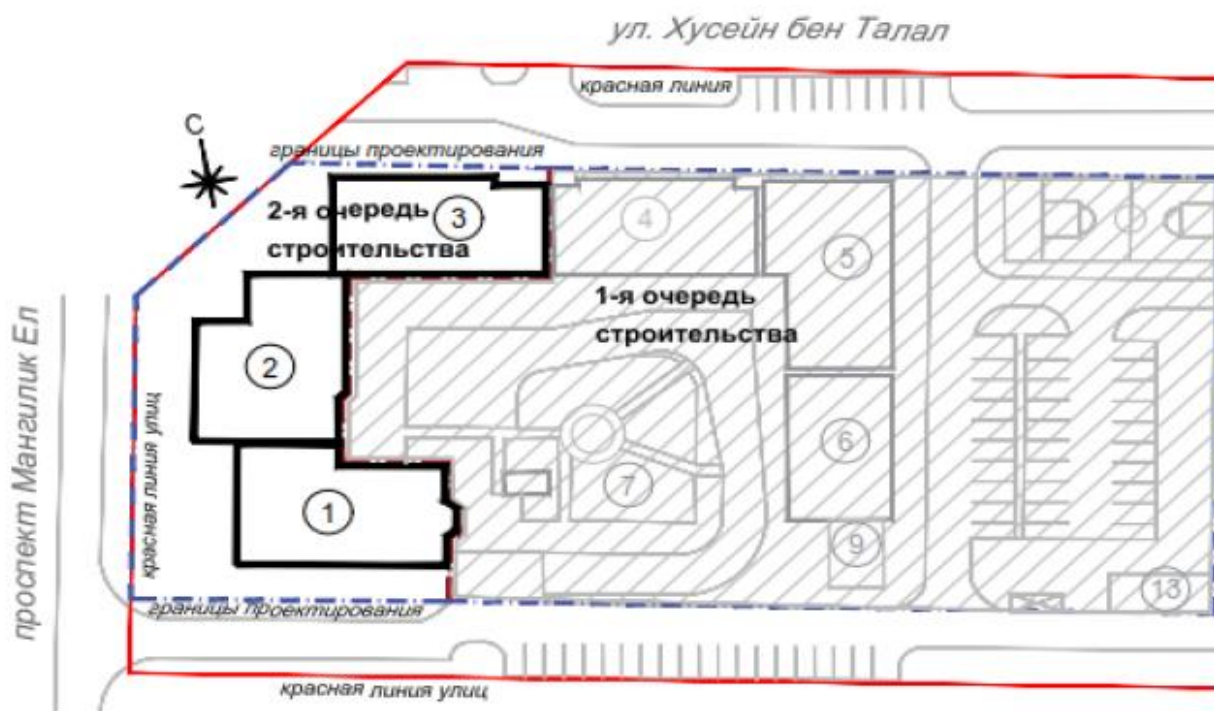 ул. Хусейн бен Талал
красная линия
С
границы проектирования
2-я очередь
строительства
3
4
5
1-я очередь
строительства
2
6
7
1
9
13
проспект Мангилик Ел
красная линия улиц
границы проектирования
красная линия улиц